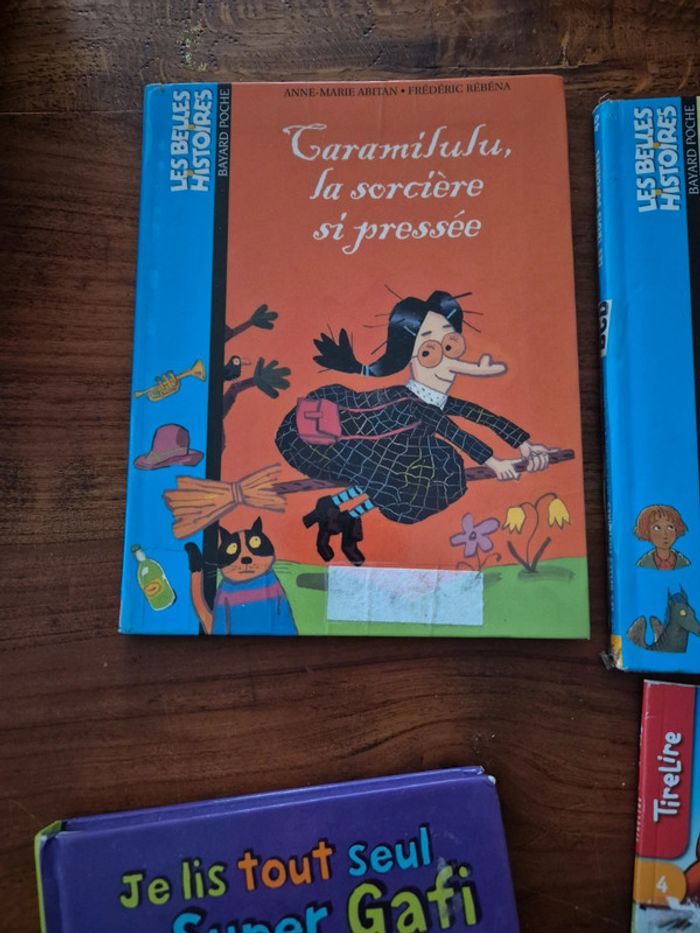 ANNE-MARIE ABITAN • FRÉDÉRIC RÉBÉNA
LES BELLES
HISTOIRES
BAYARD POCHE
Caramilulu,
la sorcière
si pressée
LES BELLES
HISTOIRES
BAYARD POCHE
TireLire
4
Je lis tout seul
Super Gafi